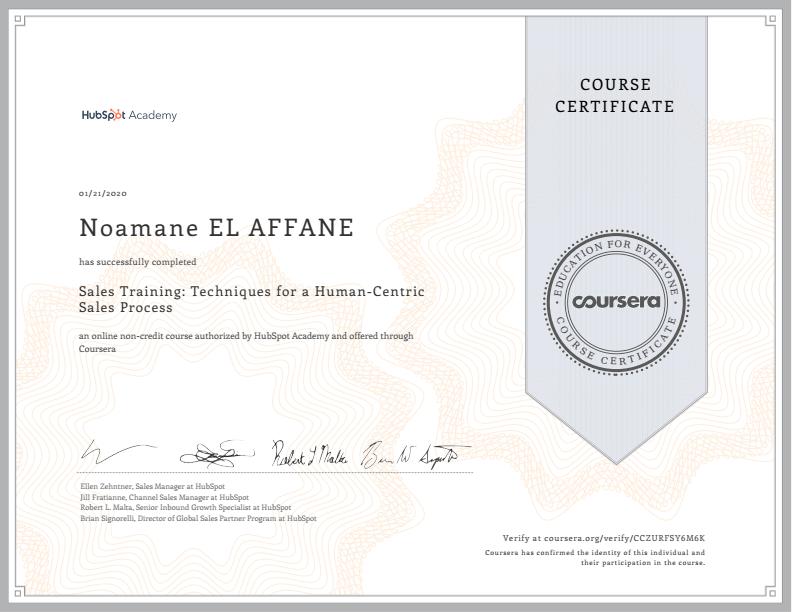 COURSE
CERTIFICATE
HubSpot Academy
01/21/2020
Noamane EL AFFANE
has successfully completed
Sales Training: Techniques for a Human-Centric
Sales Process
an online non-credit course authorized by HubSpot Academy and offered through
Coursera
EDUCATION FOR EVERYONE
coursera
COURSE CERTIFICATE
Robert L Malta
Ellen Zehntner, Sales Manager at HubSpot
Jill Fratianne, Channel Sales Manager at HubSpot
Robert L. Malta, Senior Inbound Growth Specialist at HubSpot
Brian Signorelli, Director of Global Sales Partner Program at HubSpot
Verify at coursera.org/verify/CCZURFSY6M6K
Coursera has confirmed the identity of this individual and
their participation in the course.